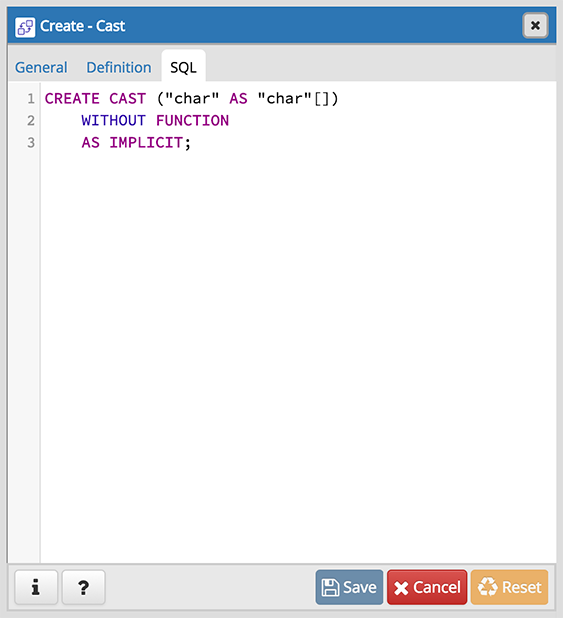 Create - Cast
General Definition SQL
1 CREATE CAST ("char" AS "char"[])
2 WITHOUT FUNCTION
3 AS IMPLICIT;
i ? Save Cancel Reset